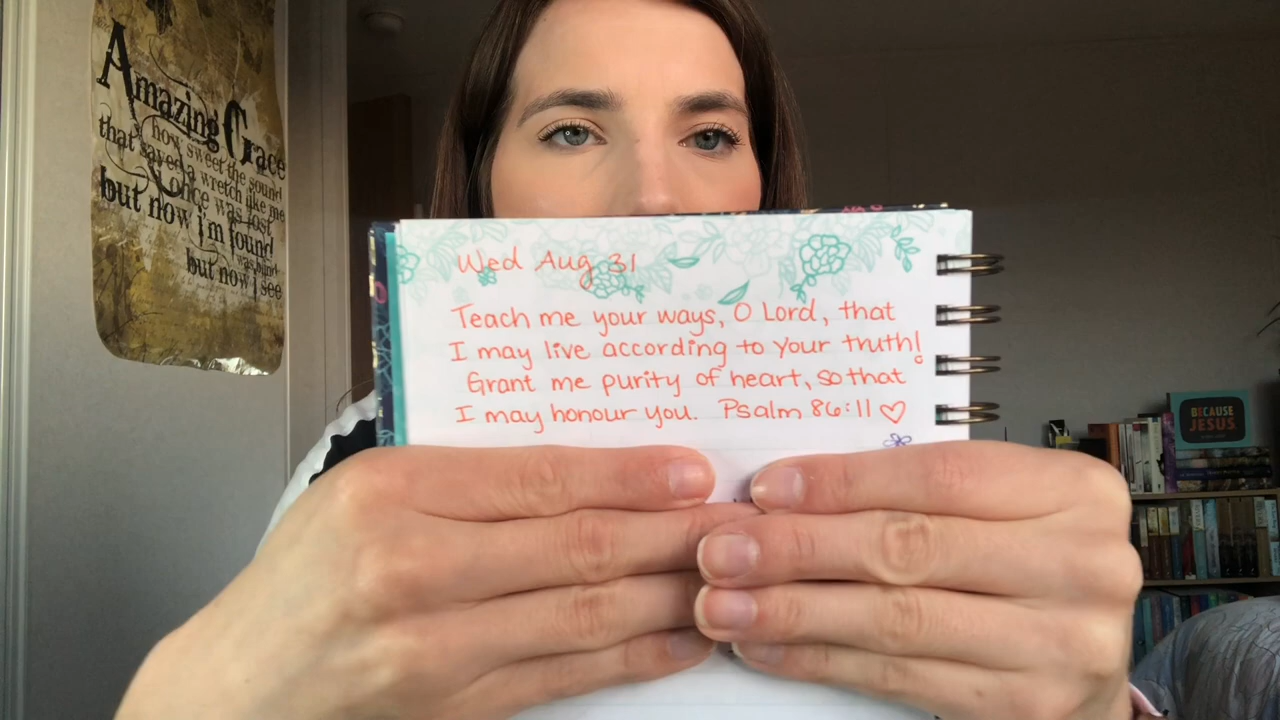 Amazing Grace
how sweet the sound
that saved a wretch like me
I once was lost
but now I'm found
was blind
but now I see
Wed Aug 31
Teach me your ways, O Lord, that
I may live according to your truth!
Grant me purity of heart, so that
I may honour you. Psalm 86:11
BECAUSE
JESUS